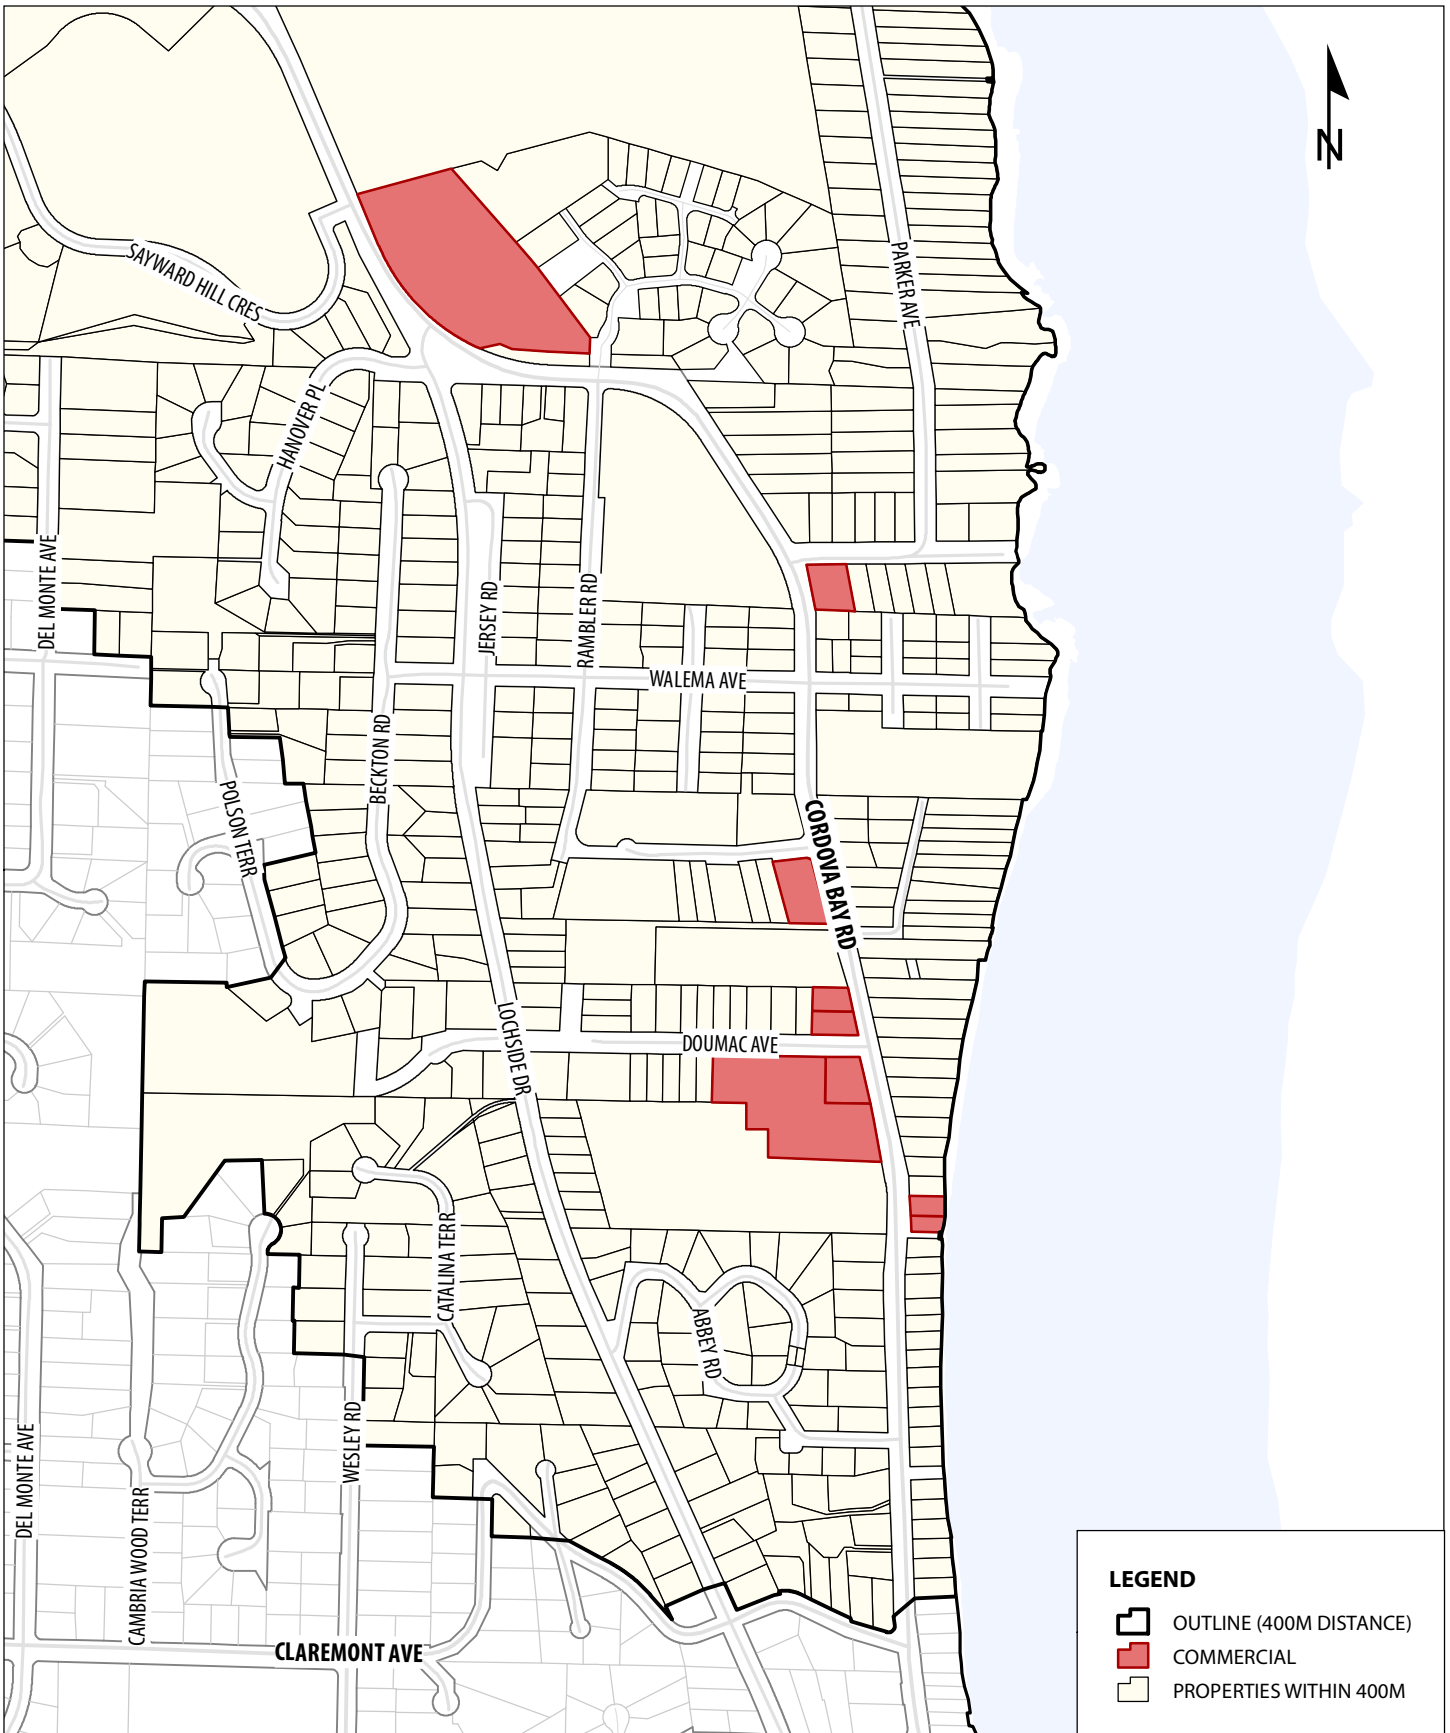 N
SAYWARD HILL CRES
PARKER AVE
HANOVER PL
DEL MONTE AVE
JERSEY RD
RAMBLER RD
WALEMA AVE
BECKTON RD
POLSON TERR
CORDOVA BAY RD
LOCHSIDE DR
DOUMAC AVE
CATALINA TERR
ABBEY RD
WESLEY RD
DEL MONTE AVE
CAMBRIA WOOD TERR
CLAREMONT AVE
LEGEND
OUTLINE (400M DISTANCE)
COMMERCIAL
PROPERTIES WITHIN 400M